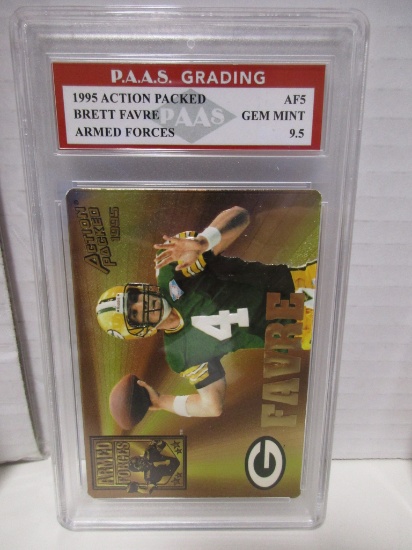 P.A.A.S. GRADING
1995 ACTION PACKED AF5
BRETT FAVRE GEM MINT
ARMED FORCES 9.5
PAAS
ACTION
PACKED
1995
4
FAVRE
G
ARMED
FORCES